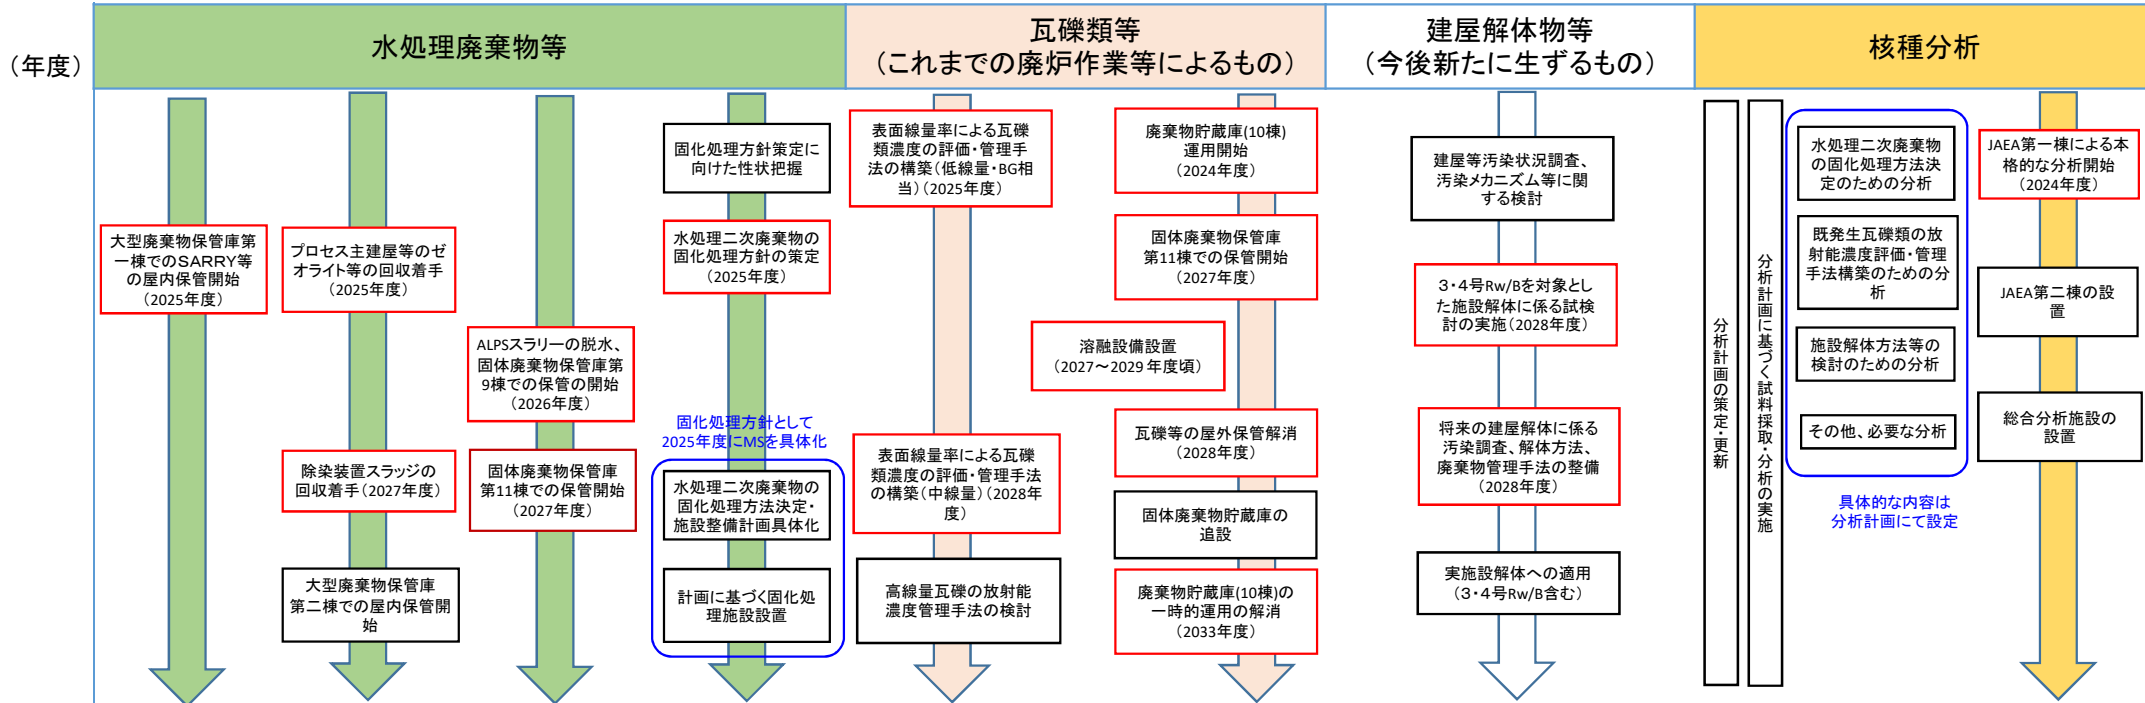 （年度）
水処理廃棄物等
瓦礫類等
（これまでの廃炉作業等によるもの）
建屋解体物等
（今後新たに生ずるもの）
核種分析
大型廃棄物保管庫第
一棟でのSARRY等
の屋内保管開始
（2025年度）
プロセス主建屋等のゼ
オライト等の回収着手
（2025年度）
除染装置スラッジの
回収着手（2027年度）
大型廃棄物保管庫
第二棟での屋内保管開
始
ALPSスラリーの脱水、
固体廃棄物保管庫第
9棟での保管の開始
（2026年度）
固体廃棄物保管庫
第11棟での保管開始
（2027年度）
固化処理方針策定に
向けた性状把握
水処理二次廃棄物の
固化処理方針の策定
（2025年度）
固化処理方針として
2025年度にMSを具体化
水処理二次廃棄物の
固化処理方法決定・
施設整備計画具体化
計画に基づく固化処
理施設設置
表面線量率による瓦礫
類濃度の評価・管理手
法の構築（低線量・BG相
当）（2025年度）
表面線量率による瓦礫
類濃度の評価・管理手法
の構築（中線量）（2028年
度）
高線量瓦礫の放射能
濃度管理手法の検討
廃棄物貯蔵庫(10棟)
運用開始
（2024年度）
固体廃棄物保管庫
第11棟での保管開始
（2027年度）
溶融設備設置
（2027～2029年度頃）
瓦礫等の屋外保管解消
（2028年度）
固体廃棄物貯蔵庫の
追設
廃棄物貯蔵庫(10棟)の
一時的運用の解消
（2033年度）
建屋等汚染状況調査、
汚染メカニズム等に関
する検討
３・４号Rw/Bを対象とし
た施設解体に係る試検
討の実施（2028年度）
将来の建屋解体に係る
汚染調査、解体方法、
廃棄物管理手法の整備
（2028年度）
実施設解体への適用
（３・４号Rw/B含む）
分析計画の策定・更新
分析計画に基づく試料採取・分析の実施
水処理二次廃棄物
の固化処理方法決
定のための分析
既発生瓦礫類の放
射能濃度評価・管理
手法構築のための分
析
施設解体方法等の
検討のための分析
その他、必要な分析
具体的な内容は
分析計画にて設定
JAEA第一棟による本
格的な分析開始
（2024年度）
JAEA第二棟の設
置
総合分析施設の
設置